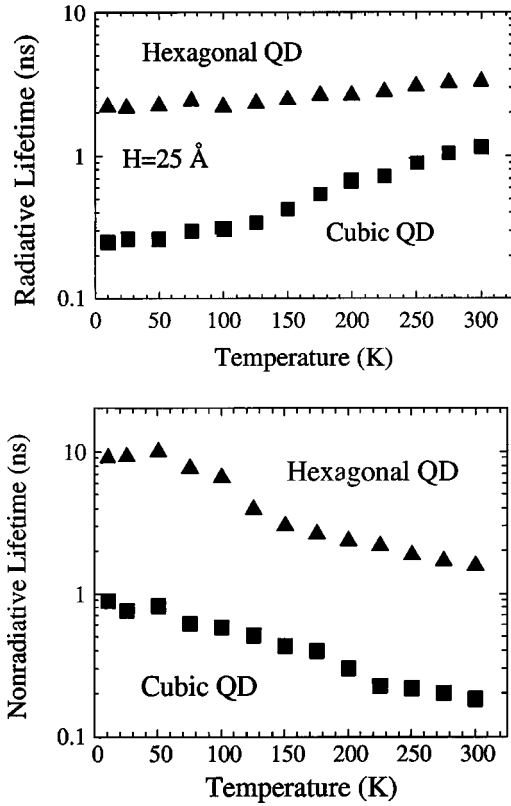 10
Hexagonal QD
1
H=25 Å
Cubic QD
0.1
0 50 100 150 200 250 300
Temperature (K)
Radiative Lifetime (ns)
10
Hexagonal QD
1
Cubic QD
0.1
0 50 100 150 200 250 300
Temperature (K)
Nonradiative Lifetime (ns)